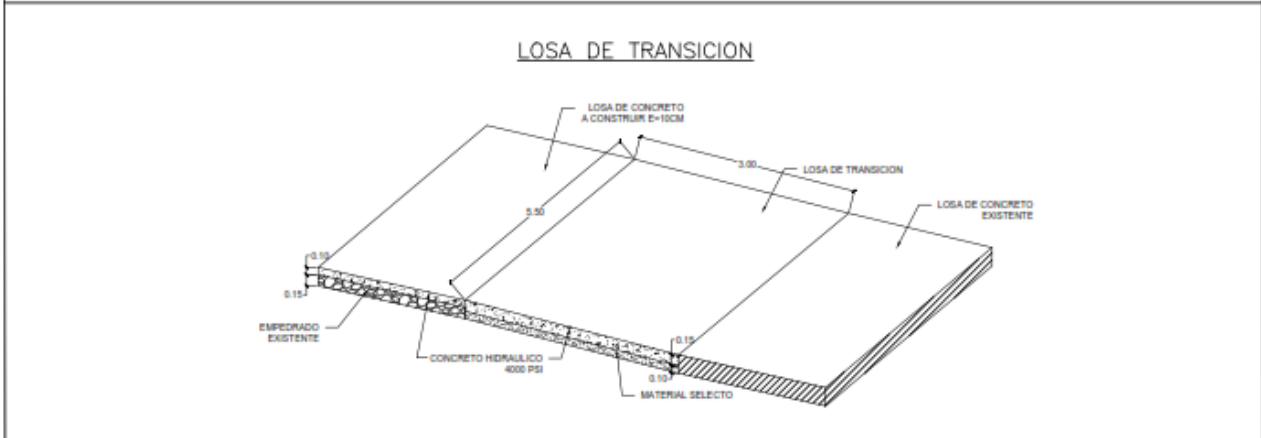 LOSA DE TRANSICION
LOSA DE CONCRETO
A CONSTRUIR E=10CM
3.00
LOSA DE TRANSICION
LOSA DE CONCRETO
EXISTENTE
5.50
0.10
0.15
EMPEDRADO
EXISTENTE
CONCRETO HIDRAULICO
4000 PSI
0.15
0.10
MATERIAL SELECTO